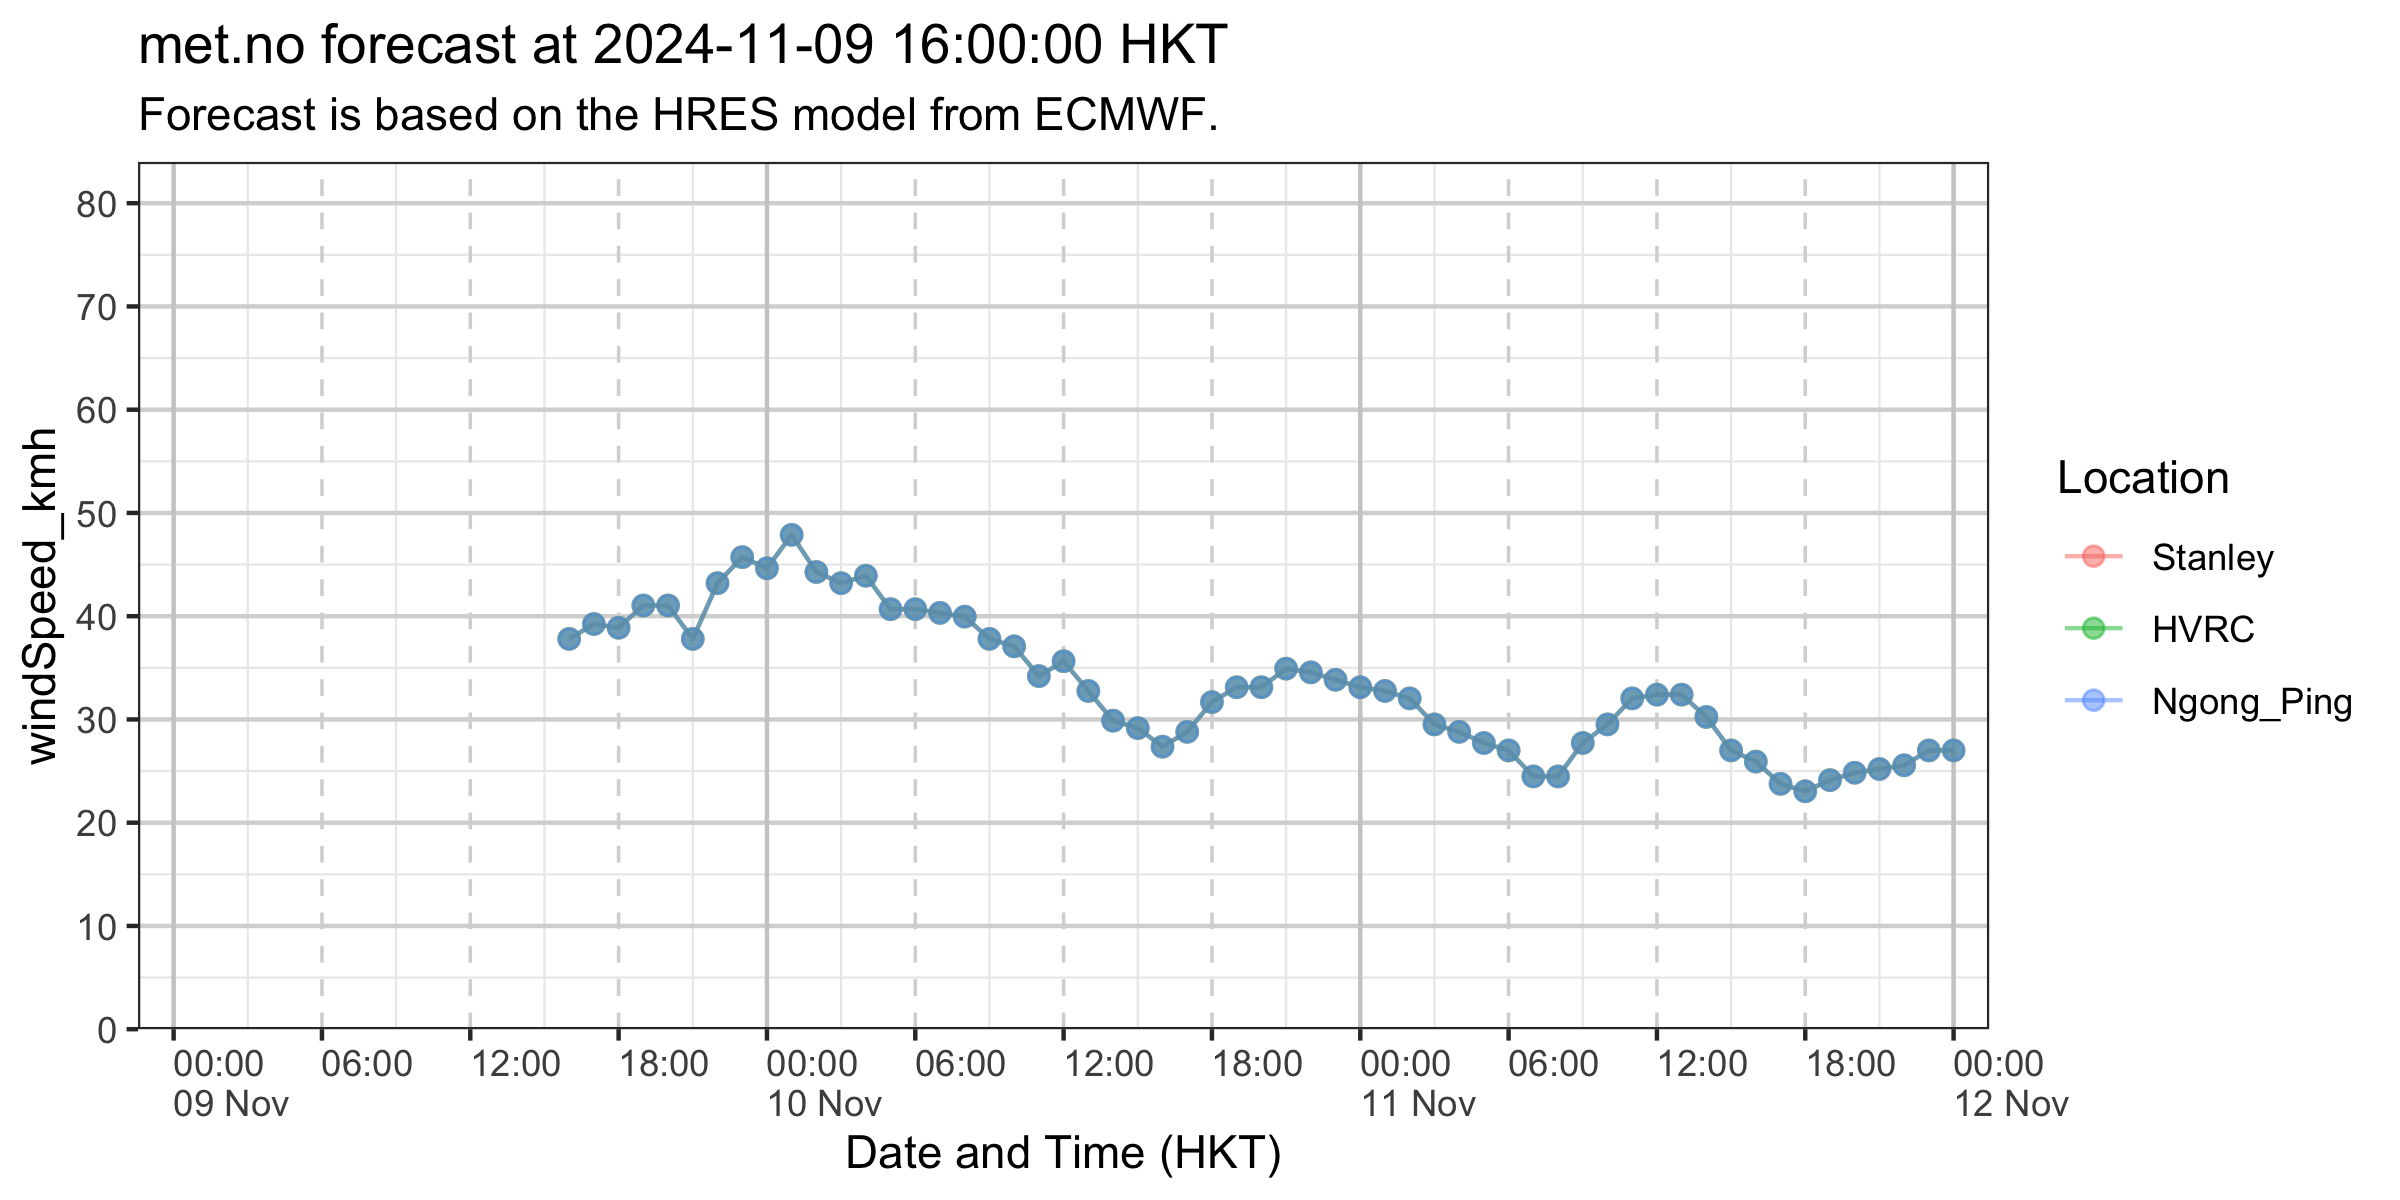 met.no forecast at 2024-11-09 16:00:00 HKT
Forecast is based on the HRES model from ECMWF.
windSpeed_kmh
80
70
60
50
40
30
20
10
0
00:00 06:00 12:00 18:00 00:00 06:00 12:00 18:00 00:00 06:00 12:00 18:00 00:00
09 Nov 10 Nov 11 Nov 12 Nov
Date and Time (HKT)
Location
Stanley
HVRC
Ngong_Ping